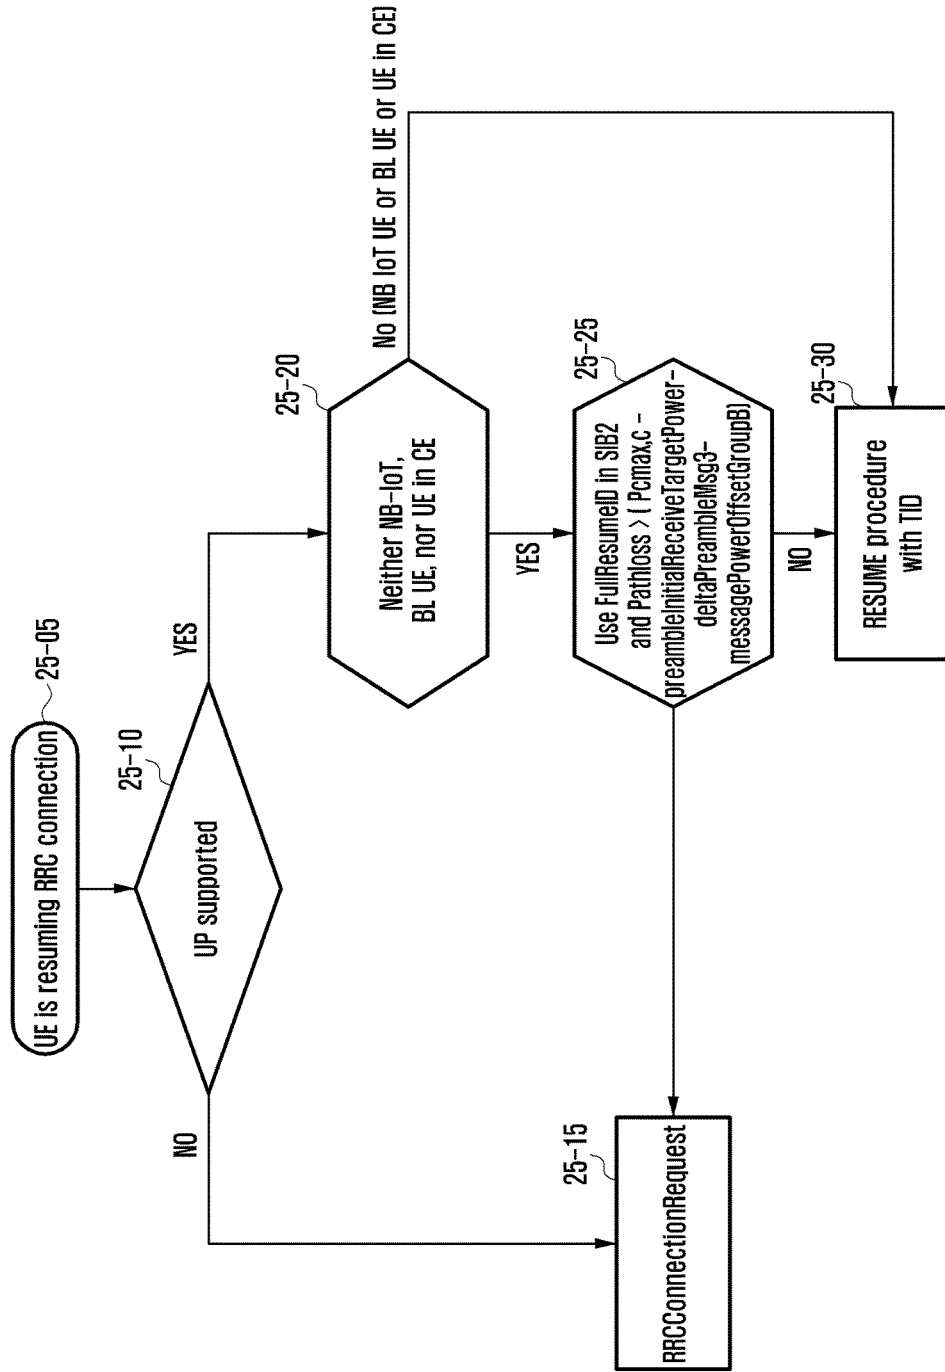 UE is resuming RRC connection
25-05
25-10
UP supported
NO
YES
25-20
Neither NB-IoT,
BL UE, nor UE in CE
No (NB IoT UE or BL UE or UE in CE)
YES
25-25
Use FullResumeID in SIB2
and Pathloss > ( Pcmax,c -
preambleInitialReceiveTargetPower-
deltaPreambleMsg3-
messagePowerOffsetGroupB)
NO
25-15
RRCConnectionRequest
25-30
RESUME procedure
with TID